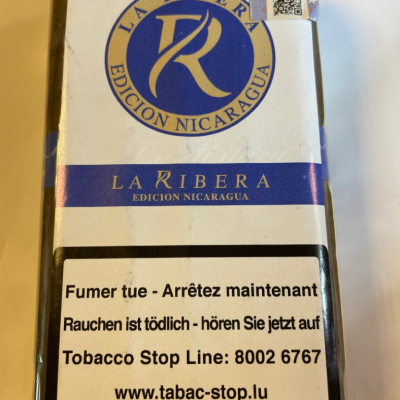 LA RIBERA
EDICION NICARAGUA
LA RIBERA
EDICION NICARAGUA
Fumer tue - Arrêtez maintenant
Rauchen ist tödlich - hören Sie jetzt auf
Tobacco Stop Line: 8002 6767
www.tabac-stop.lu